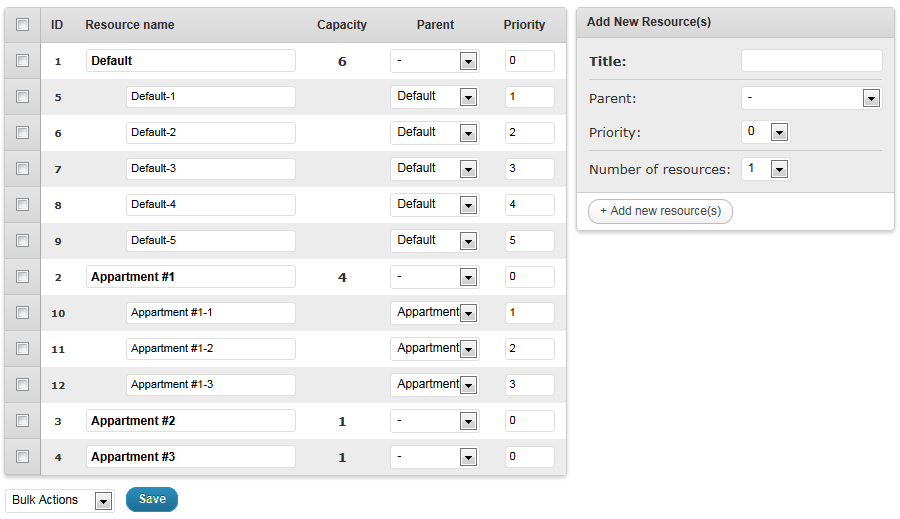 ID Resource name Capacity Parent Priority
1 Default 6 - 0
5 Default-1 Default 1
6 Default-2 Default 2
7 Default-3 Default 3
8 Default-4 Default 4
9 Default-5 Default 5
2 Appartment #1 4 - 0
10 Appartment #1-1 Appartment 1
11 Appartment #1-2 Appartment 2
12 Appartment #1-3 Appartment 3
3 Appartment #2 1 - 0
4 Appartment #3 1 - 0
Bulk Actions Save
Add New Resource(s)
Title:
Parent: -
Priority: 0
Number of resources: 1
+ Add new resource(s)